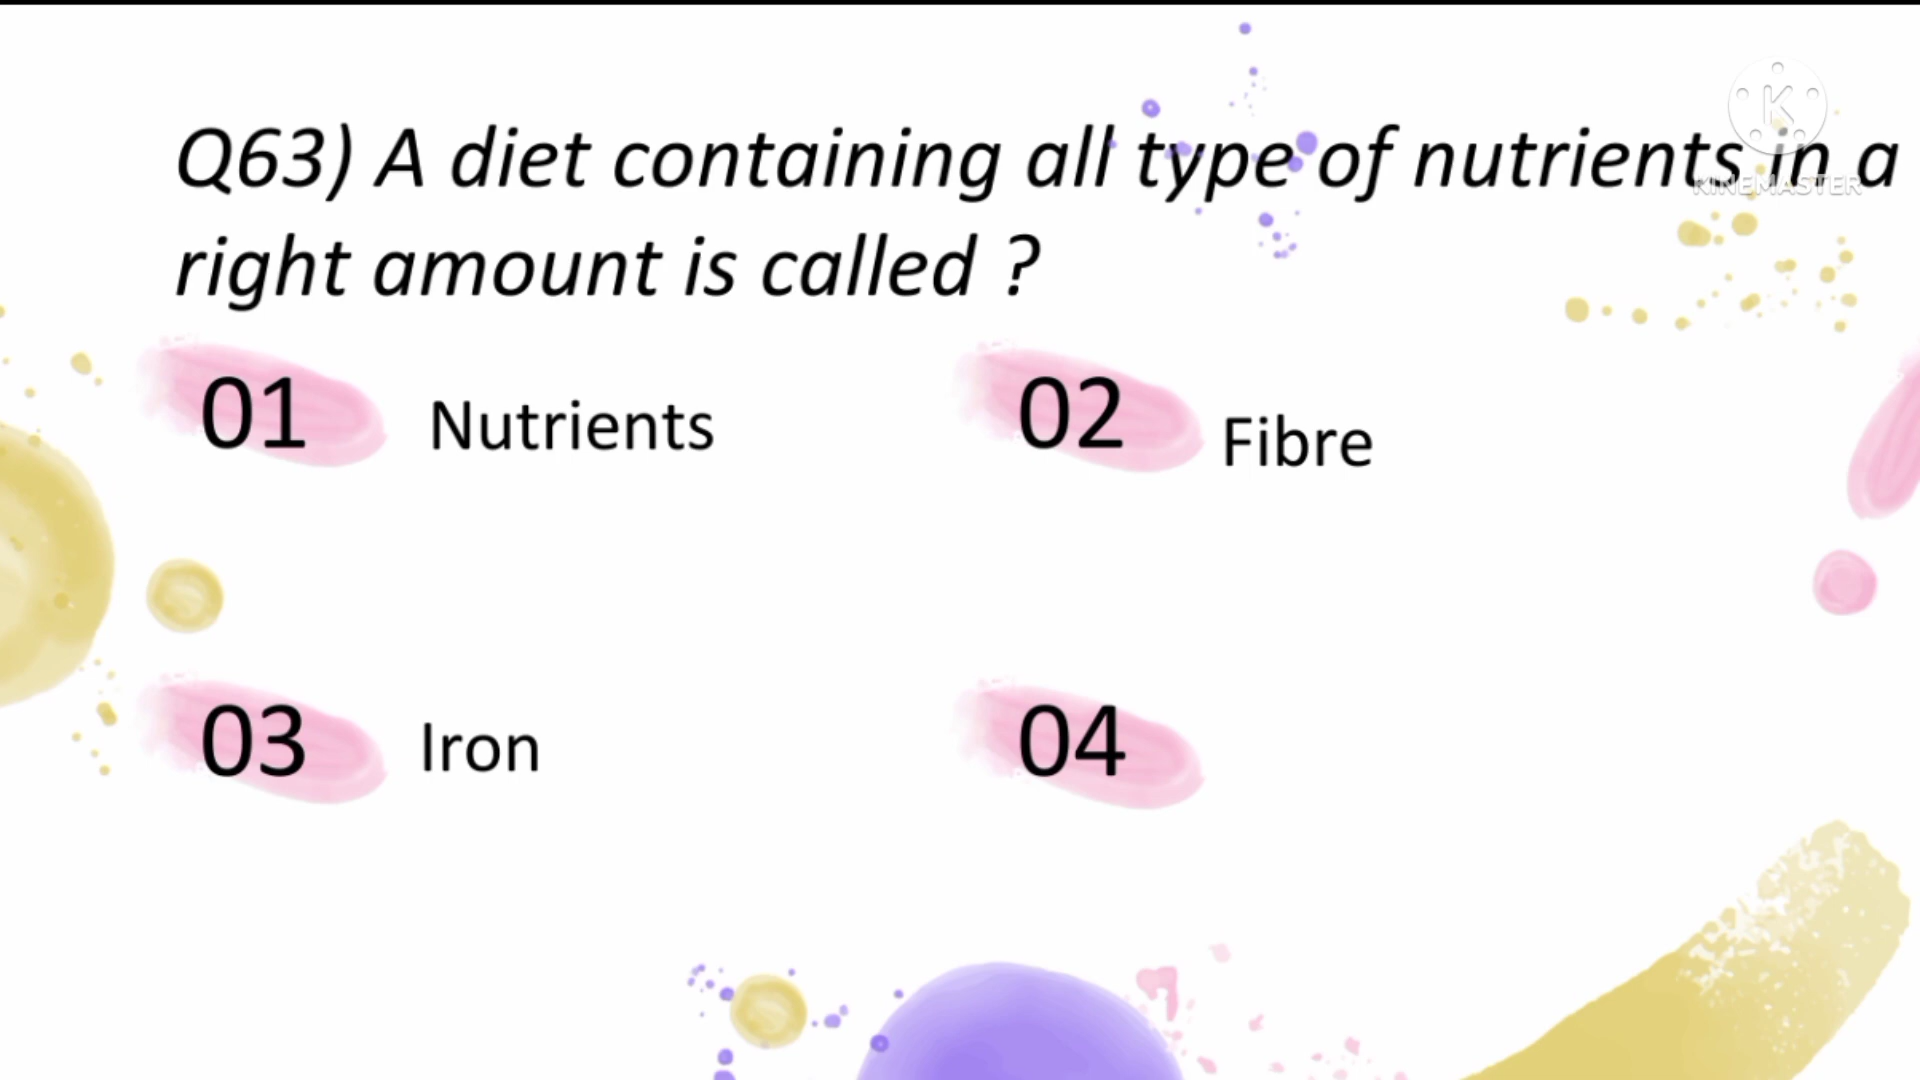 Q63) A diet containing all type of nutrients in a
right amount is called ?
01 Nutrients
02 Fibre
03 Iron
04
K
KINEMASTER